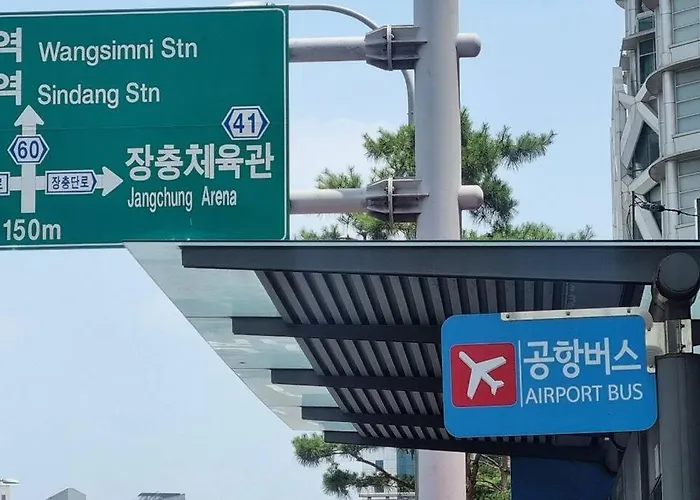 역 Wangsimni Stn
역 Sindang Stn
41
60
장충단로
장충체육관
Jangchung Arena
150m
공항버스
AIRPORT BUS